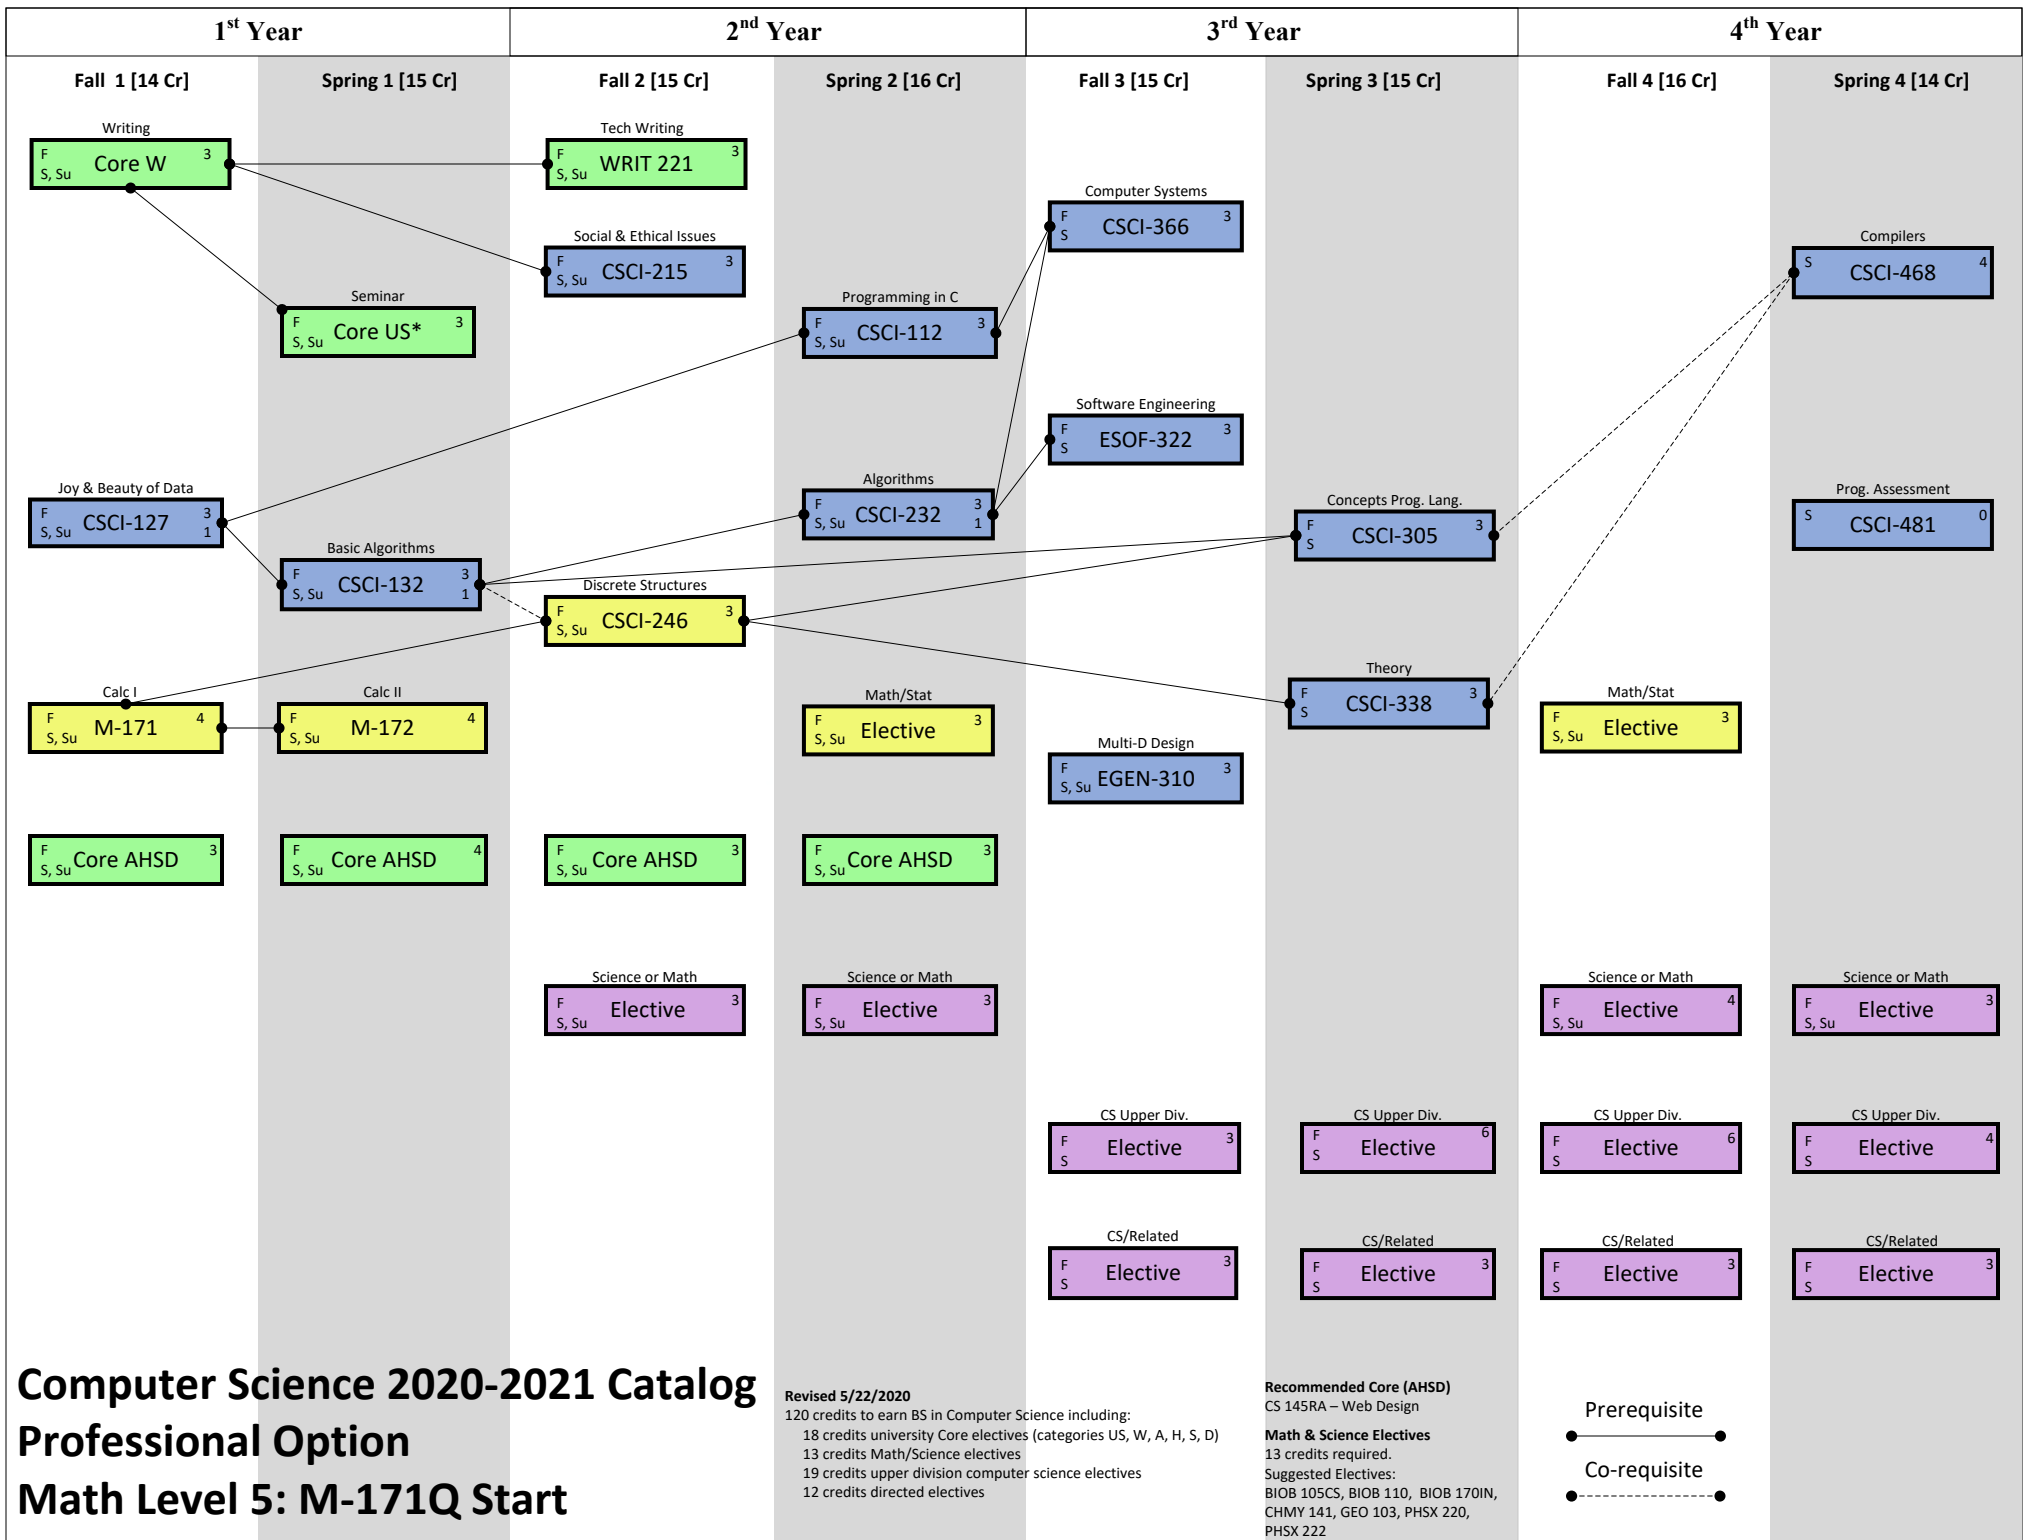 1st Year
2nd Year
3rd Year
4th Year
Fall 1 [14 Cr]
Spring 1 [15 Cr]
Fall 2 [15 Cr]
Spring 2 [16 Cr]
Fall 3 [15 Cr]
Spring 3 [15 Cr]
Fall 4 [16 Cr]
Spring 4 [14 Cr]
Writing
F
S, Su
Core W
3
Joy & Beauty of Data
F
S, Su
CSCI-127
3
1
Calc I
F
S, Su
M-171
4
F
S, Su
Core AHSD
3
Seminar
F
S, Su
Core US*
3
Basic Algorithms
F
S, Su
CSCI-132
3
1
Calc II
F
S, Su
M-172
4
F
S, Su
Core AHSD
4
Tech Writing
F
S, Su
WRIT 221
3
Social & Ethical Issues
F
S, Su
CSCI-215
3
Discrete Structures
F
S, Su
CSCI-246
3
F
S, Su
Core AHSD
3
Science or Math
F
S, Su
Elective
3
Programming in C
F
S, Su
CSCI-112
3
Algorithms
F
S, Su
CSCI-232
3
1
Math/Stat
F
S, Su
Elective
3
F
S, Su
Core AHSD
3
Science or Math
F
S, Su
Elective
3
Computer Systems
F
S
CSCI-366
3
Software Engineering
F
S
ESOF-322
3
Multi-D Design
F
S, Su
EGEN-310
3
CS Upper Div.
F
S
Elective
3
CS/Related
F
S
Elective
3
Concepts Prog. Lang.
F
S
CSCI-305
3
Theory
F
S
CSCI-338
3
CS Upper Div.
F
S
Elective
6
CS/Related
F
S
Elective
3
Math/Stat
F
S, Su
Elective
3
Science or Math
F
S, Su
Elective
4
CS Upper Div.
F
S
Elective
6
CS/Related
F
S
Elective
3
Compilers
S
CSCI-468
4
Prog. Assessment
S
CSCI-481
0
Science or Math
F
S, Su
Elective
3
CS Upper Div.
F
S
Elective
4
CS/Related
F
S
Elective
3
Computer Science 2020-2021 Catalog
Professional Option
Math Level 5: M-171Q Start
Revised 5/22/2020
120 credits to earn BS in Computer Science including:
18 credits university Core electives (categories US, W, A, H, S, D)
13 credits Math/Science electives
19 credits upper division computer science electives
12 credits directed electives
Recommended Core (AHSD)
CS 145RA – Web Design
Math & Science Electives
13 credits required.
Suggested Electives:
BIOB 105CS, BIOB 110, BIOB 170IN,
CHMY 141, GEO 103, PHSX 220,
PHSX 222
Prerequisite
Co-requisite